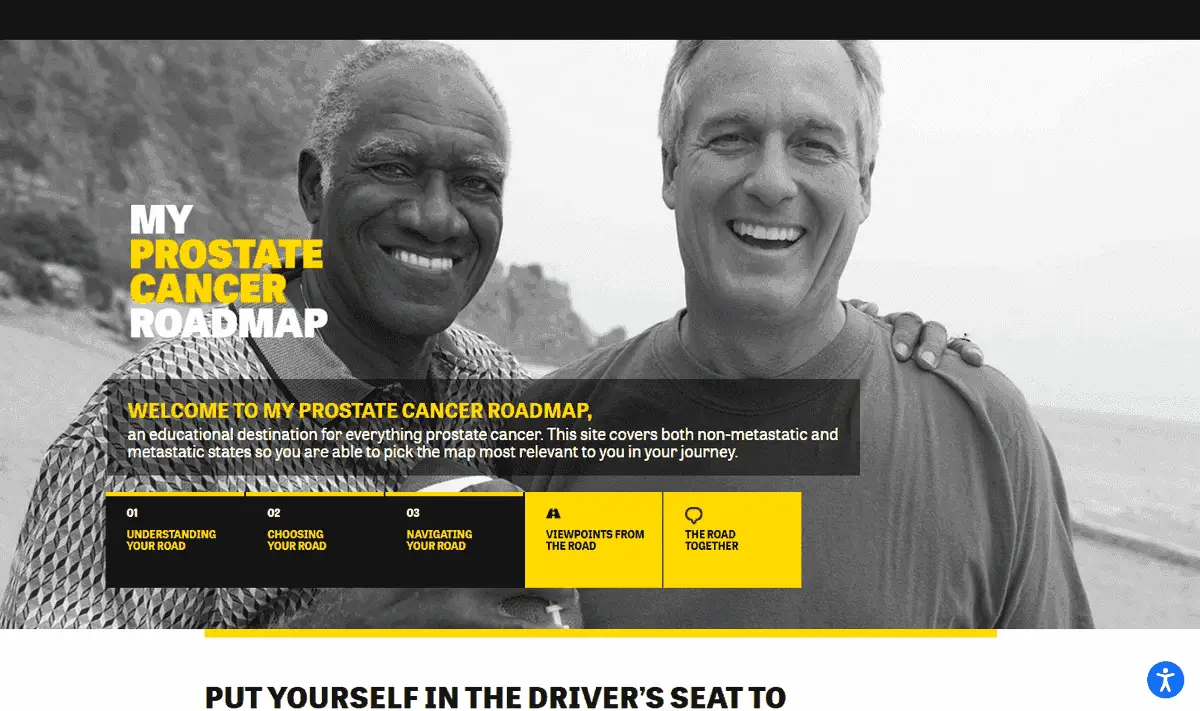 MY
PROSTATE
CANCER
ROADMAP
WELCOME TO MY PROSTATE CANCER ROADMAP,
an educational destination for everything prostate cancer. This site covers both non-metastatic and
metastatic states so you are able to pick the map most relevant to you in your journey.
01
UNDERSTANDING
YOUR ROAD
02
CHOOSING
YOUR ROAD
03
NAVIGATING
YOUR ROAD
VIEWPOINTS FROM
THE ROAD
THE ROAD
TOGETHER
PUT YOURSELF IN THE DRIVER’S SEAT TO